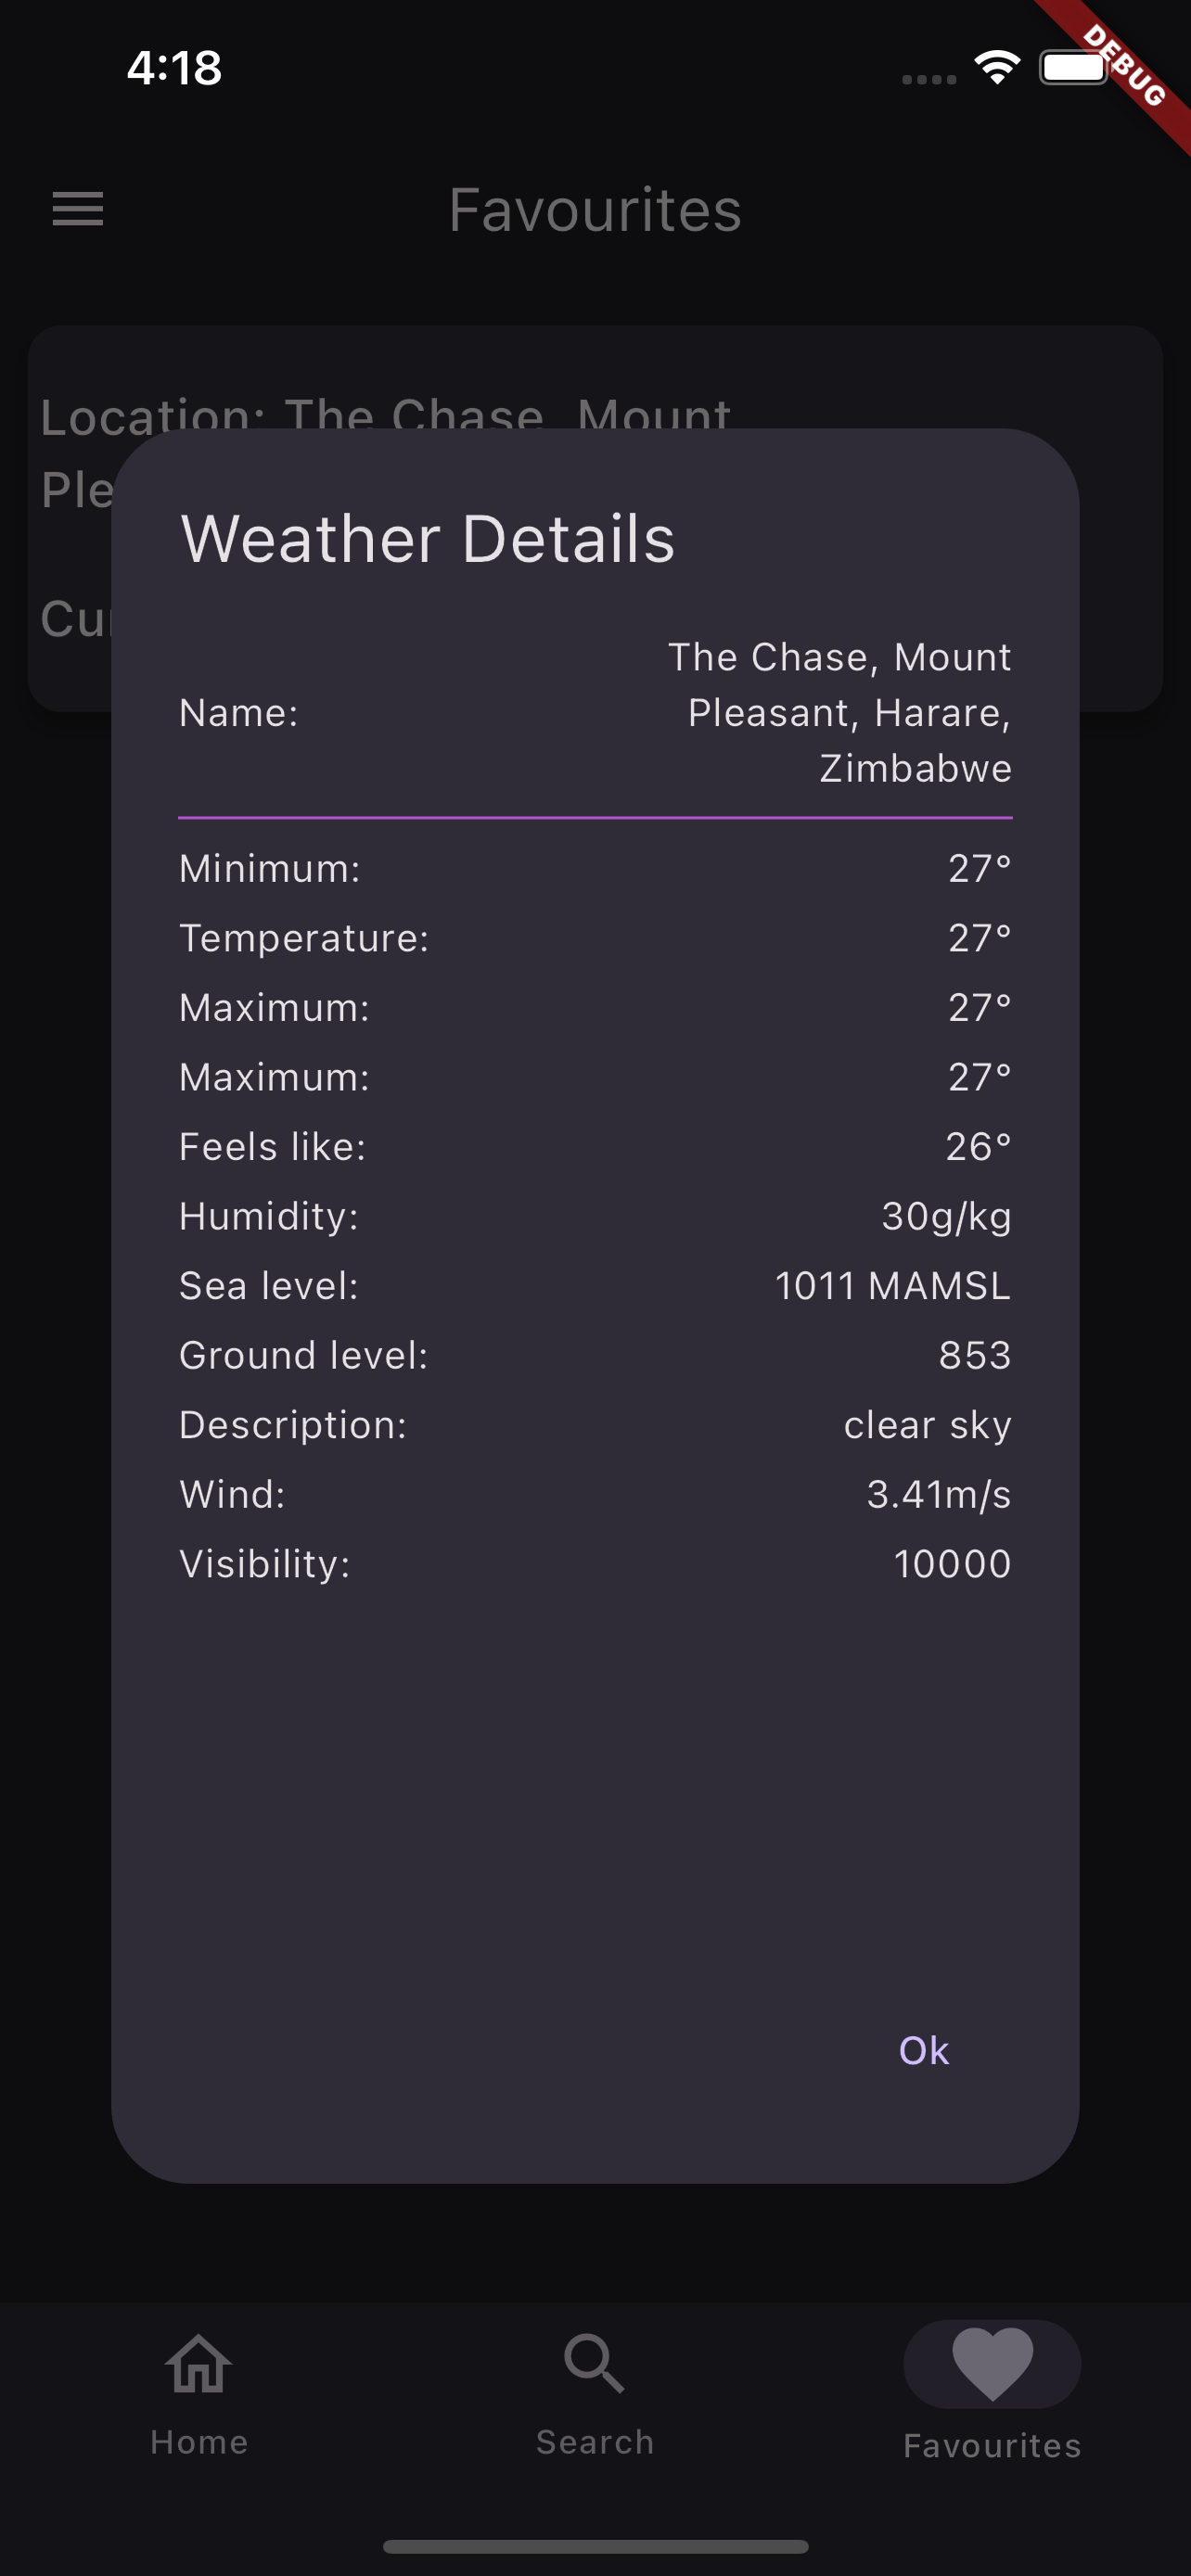 4:18
DEBUG
Favourites
Location: The Chase, Mount
Weather Details
Name:
The Chase, Mount
Pleasant, Harare,
Zimbabwe
Minimum: 27°
Temperature: 27°
Maximum: 27°
Maximum: 27°
Feels like: 26°
Humidity: 30g/kg
Sea level: 1011 MAMSL
Ground level: 853
Description: clear sky
Wind: 3.41m/s
Visibility: 10000
Ok
Home
Search
Favourites